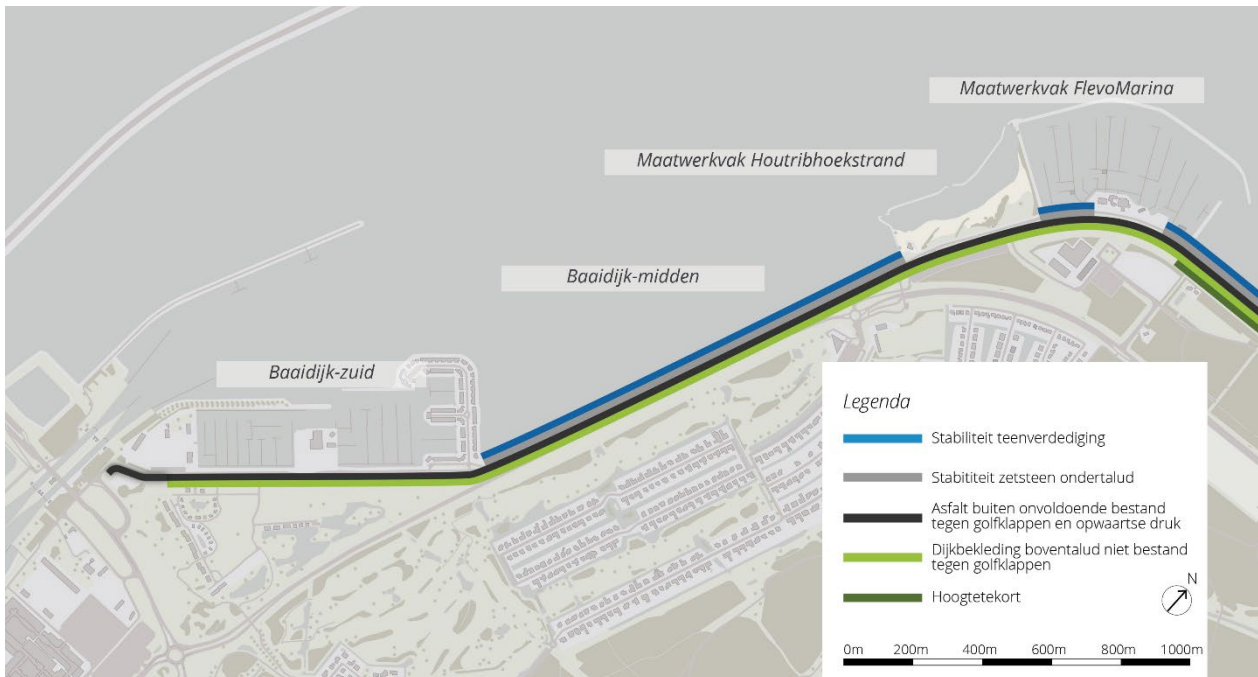 Maatwerkvak FlevoMarina
Maatwerkvak Houtribhoekstrand
Baaidijk-midden
Baaidijk-zuid
Legenda
Stabiliteit teenverdediging
Stabititeit zetsteen ondertalud
Asfalt buiten onvoldoende bestand
tegen golfklappen en opwaartse druk
Dijkbekleding boventalud niet bestand
tegen golfklappen
Hoogtetekort
N
0m 200m 400m 600m 800m 1000m